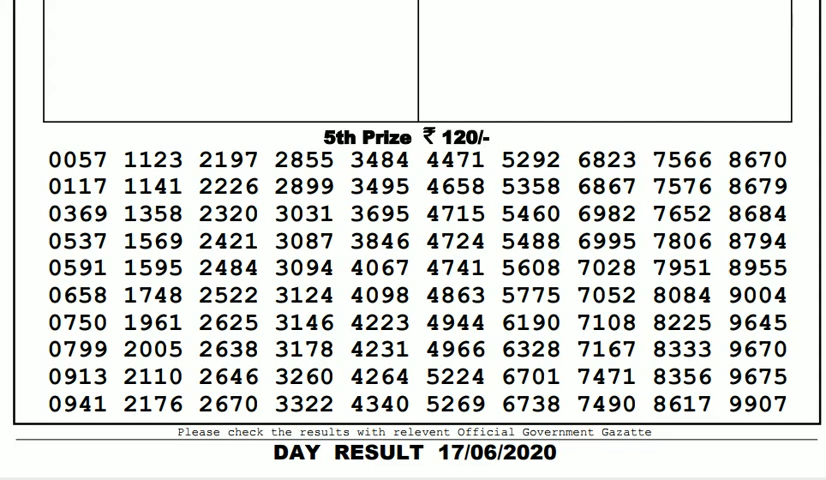 5th Prize ₹ 120/-
0057 1123 2197 2855 3484 4471 5292 6823 7566 8670
0117 1141 2226 2899 3495 4658 5358 6867 7576 8679
0369 1358 2320 3031 3695 4715 5460 6982 7652 8684
0537 1569 2421 3087 3846 4724 5488 6995 7806 8794
0591 1595 2484 3094 4067 4741 5608 7028 7951 8955
0658 1748 2522 3124 4098 4863 5775 7052 8084 9004
0750 1961 2625 3146 4223 4944 6190 7108 8225 9645
0799 2005 2638 3178 4231 4966 6328 7167 8333 9670
0913 2110 2646 3260 4264 5224 6701 7471 8356 9675
0941 2176 2670 3322 4340 5269 6738 7490 8617 9907
Please check the results with relevent Official Government Gazatte
DAY RESULT 17/06/2020